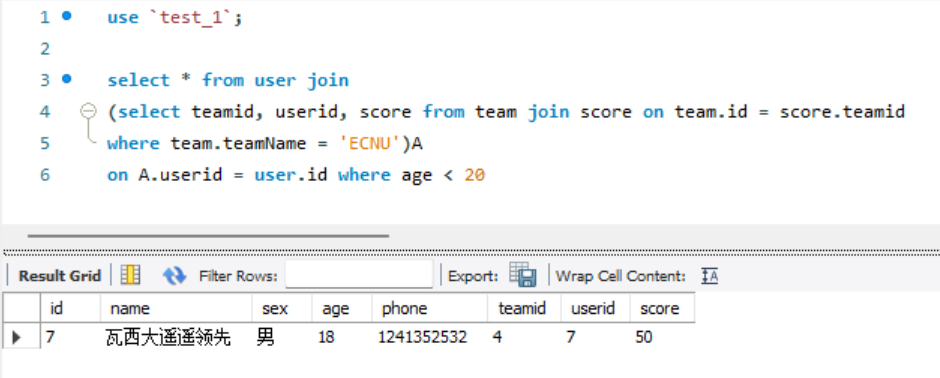 1 use `test_1`;
2
3 select * from user join
4 (select teamid, userid, score from team join score on team.id = score.teamid
5 where team.teamName = 'ECNU')A
6 on A.userid = user.id where age < 20
Result Grid Filter Rows: Export: Wrap Cell Content:
id name sex age phone teamid userid score
7 瓦西大遥遥领先 男 18 1241352532 4 7 50